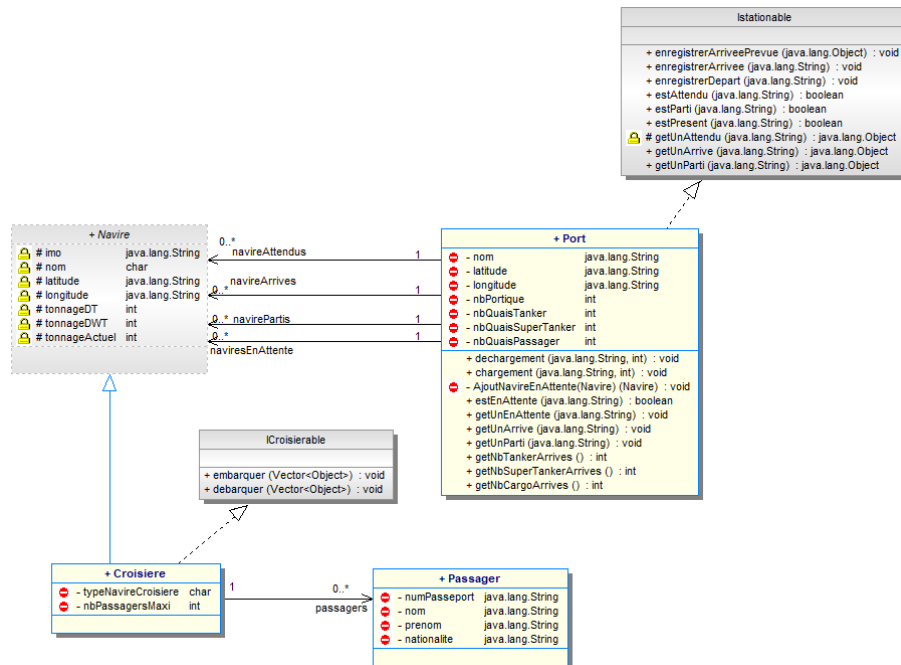 Istationable
+ enregistrerArriveePrevue (java.lang.Object) : void
+ enregistrerArrivee (java.lang.String) : void
+ enregistrerDepart (java.lang.String) : void
+ estAttendu (java.lang.String) : boolean
+ estParti (java.lang.String) : boolean
+ estPresent (java.lang.String) : boolean
# getUnAttendu (java.lang.String) : java.lang.Object
+ getUnArrive (java.lang.String) : java.lang.Object
+ getUnParti (java.lang.String) : java.lang.Object
+ Navire
# imo java.lang.String
# nom char
# latitude java.lang.String
# longitude java.lang.String
# tonnageDT int
# tonnageDWT int
# tonnageActuel int
0..*
navireAttendus
1
navireArrives
0..*
1
0..* navirePartis
1
0..*
1
naviresEnAttente
+ Port
- nom java.lang.String
- latitude java.lang.String
- longitude java.lang.String
- nbPortique int
- nbQuaisTanker int
- nbQuaisSuperTanker int
- nbQuaisPassager int
+ dechargement (java.lang.String, int) : void
+ chargement (java.lang.String, int) : void
- AjoutNavireEnAttente(Navire) (Navire) : void
+ estEnAttente (java.lang.String) : boolean
+ getUnEnAttente (java.lang.String) : void
+ getUnArrive (java.lang.String) : void
+ getUnParti (java.lang.String) : void
+ getNbTankerArrives () : int
+ getNbSuperTankerArrives () : int
+ getNbCargoArrives () : int
ICroisierable
+ embarquer (Vector<Object>) : void
+ debarquer (Vector<Object>) : void
+ Croisiere
- typeNavireCroisiere char
- nbPassagersMaxi int
1
0..*
passagers
+ Passager
- numPasseport java.lang.String
- nom java.lang.String
- prenom java.lang.String
- nationalite java.lang.String